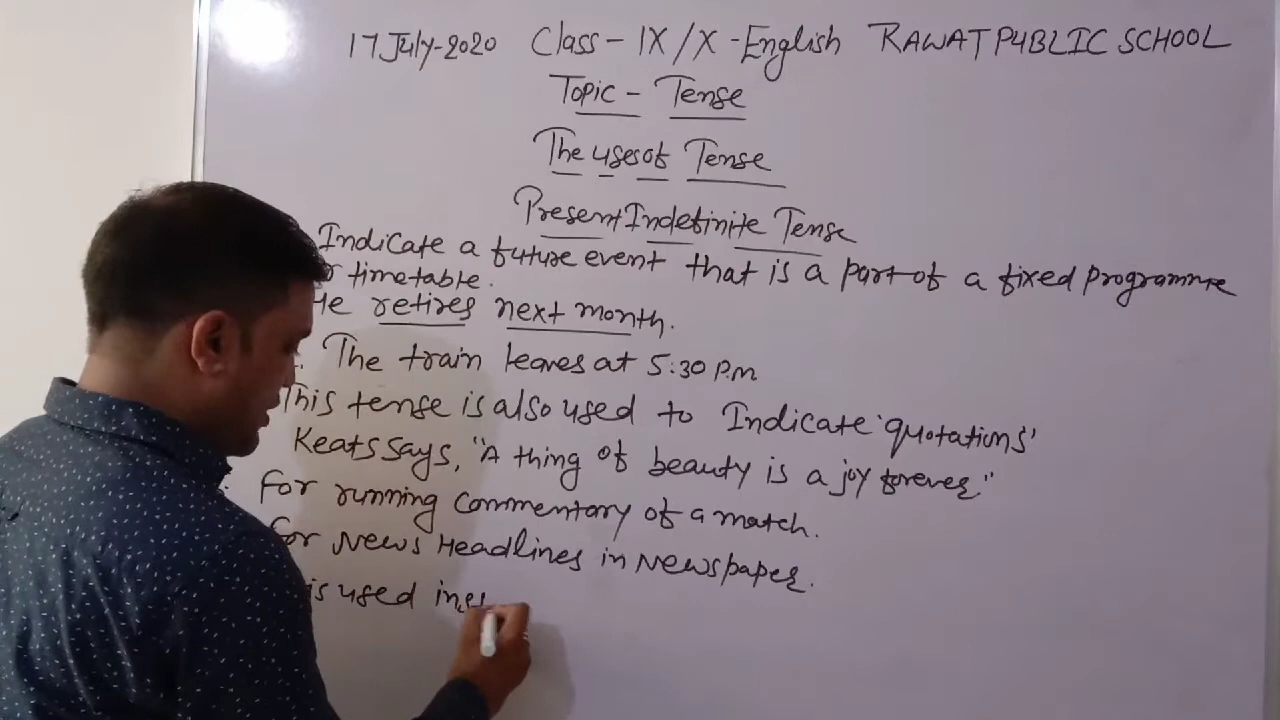 17 July-2020 Class - IX/X - English RAWAT PUBLIC SCHOOL
Topic - Tense
The uses of Tense
Present Indefinite Tense
Indicate a future event that is a part of a fixed programme
timetable.
retires next month.
The train leaves at 5:30 P.M
This tense is also used to Indicate 'quotations'
Keats says, "A thing of beauty is a joy forever."
For running commentary of a match.
For News Headlines in Newspaper.
is used